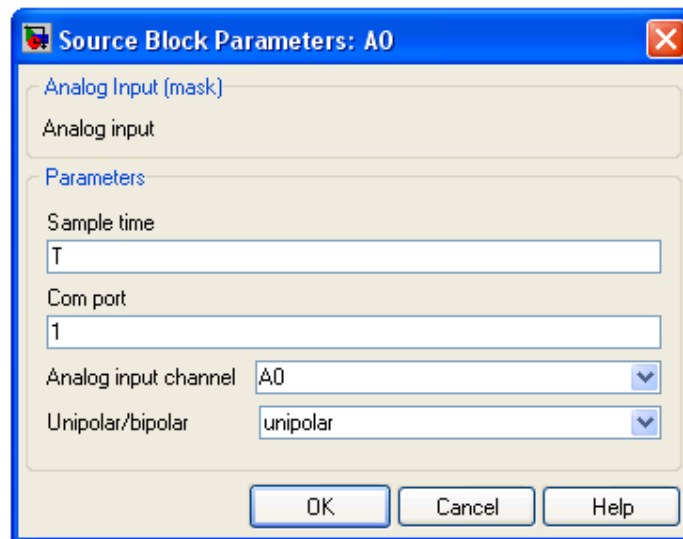 Source Block Parameters: A0
Analog Input (mask)
Analog input
Parameters
Sample time
T
Com port
1
Analog input channel A0
Unipolar/bipolar unipolar
OK Cancel Help